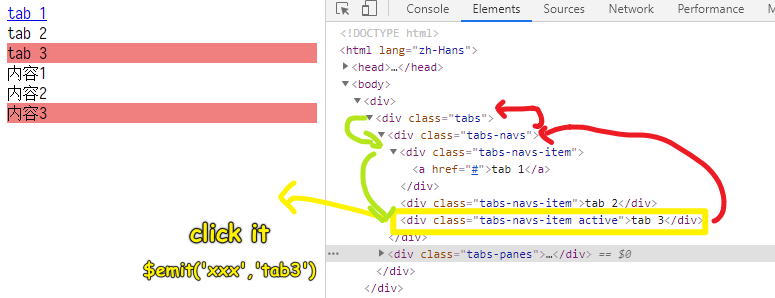 tab 1
tab 2
tab 3
内容1
内容2
内容3
click it
$emit('xxx','tab3')
Console Elements Sources Network Performance
<!DOCTYPE html>
<html lang="zh-Hans">
<head>…</head>
<body>
<div>
<div class="tabs">
<div class="tabs-navs">
<div class="tabs-navs-item">
<a href="#">tab 1</a>
</div>
<div class="tabs-navs-item">tab 2</div>
<div class="tabs-navs-item active">tab 3</div>
</div>
<div class="tabs-panes">…</div> == $0
</div>
</div>